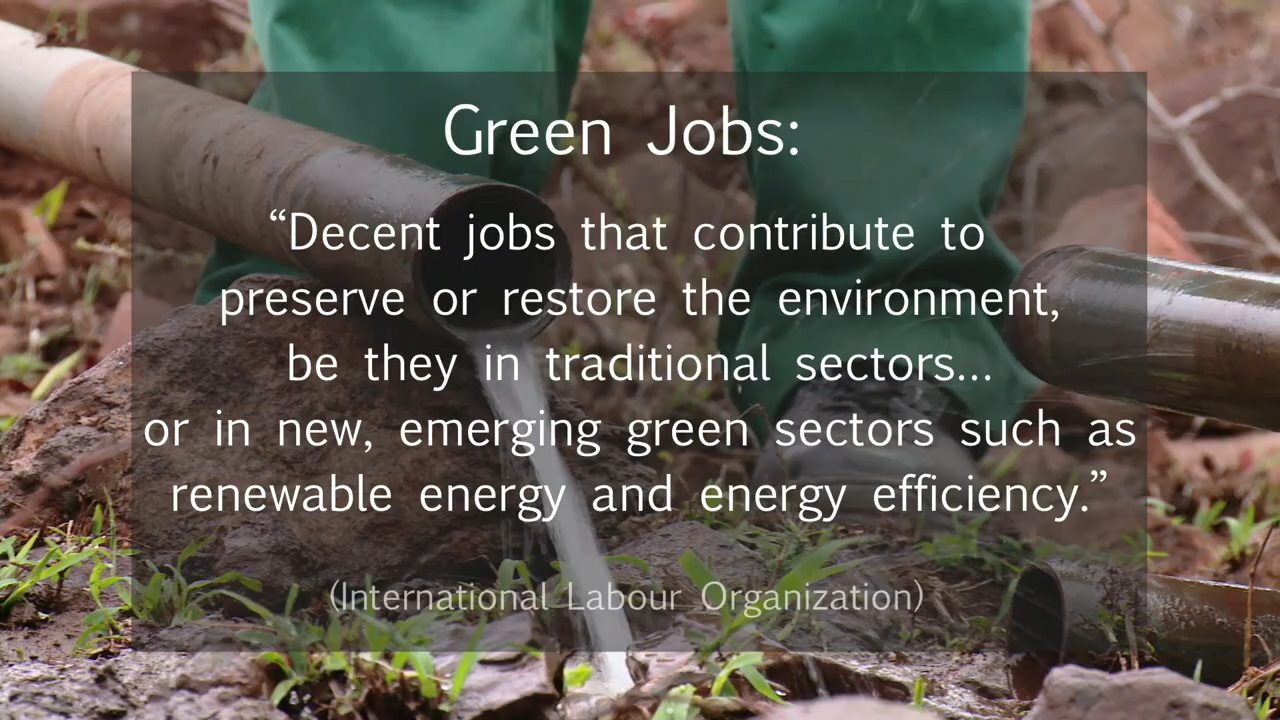 Green Jobs:
“Decent jobs that contribute to
preserve or restore the environment,
be they in traditional sectors...
or in new, emerging green sectors such as
renewable energy and energy efficiency.”
(International Labour Organization)